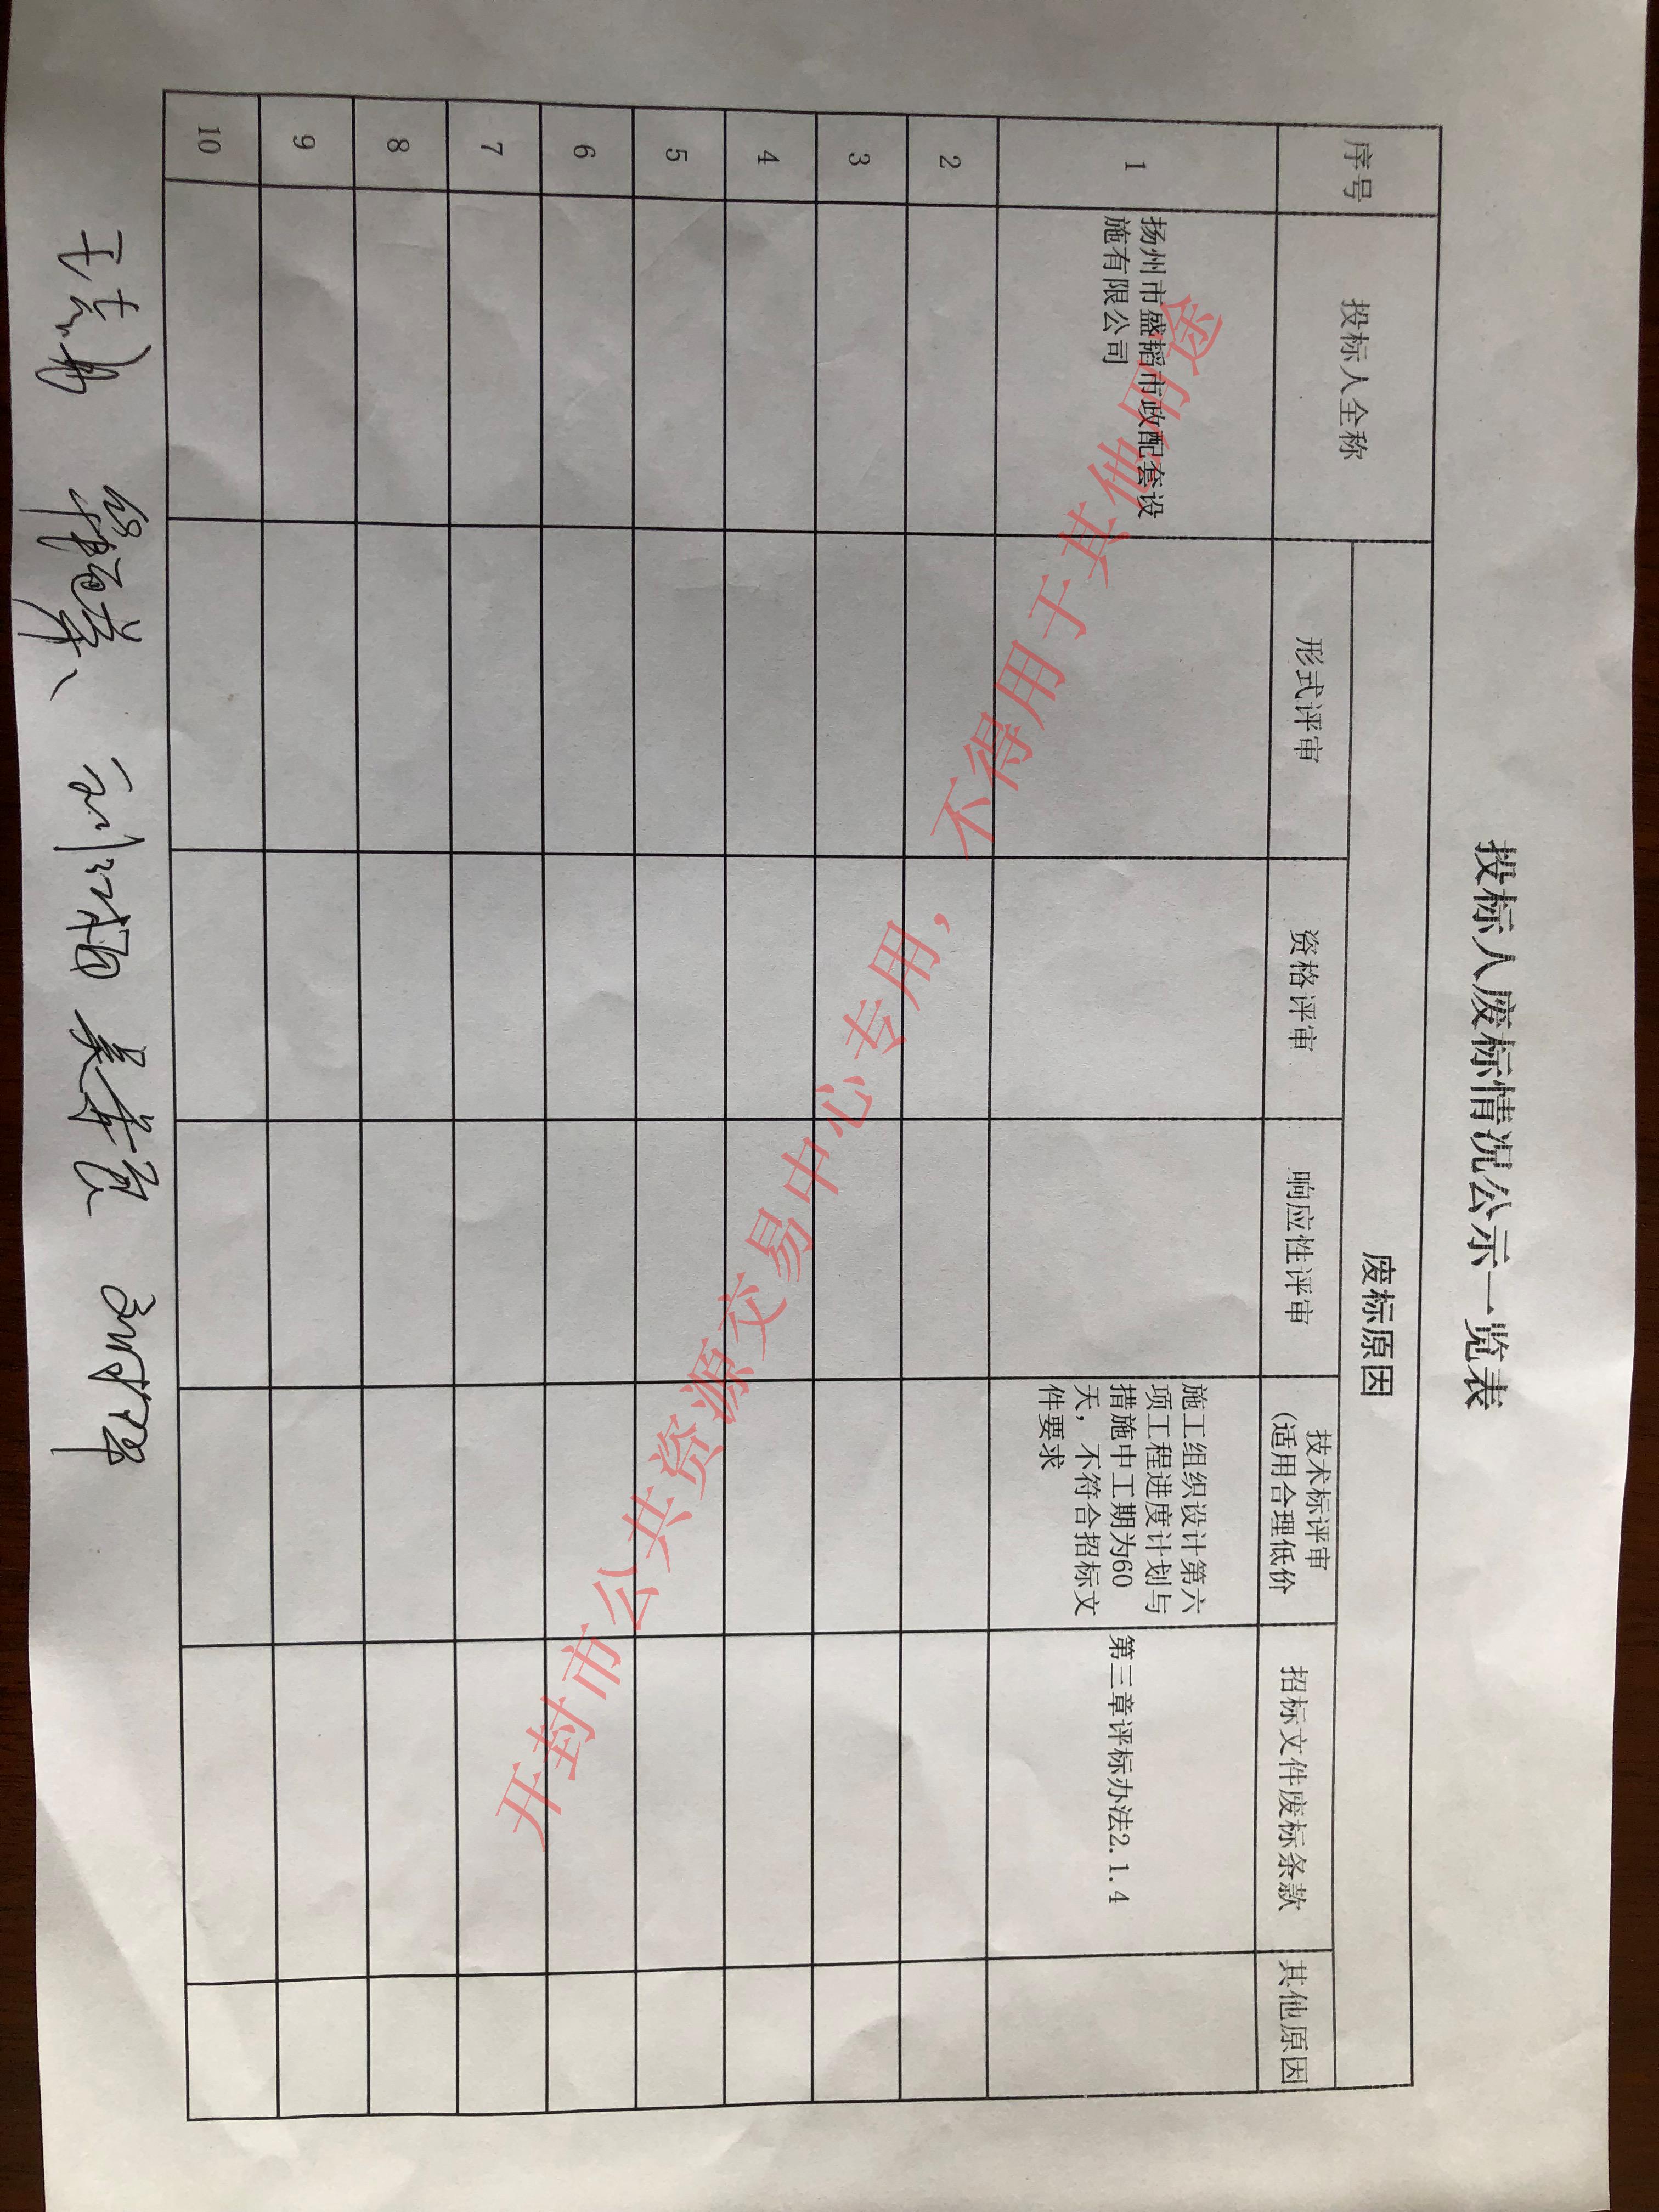 投标人废标情况公示一览表
序号
投标人全称
废标原因
形式评审
资格评审
响应性评审
技术标评审
(适用合理低价
招标文件废标条款
其他原因
1
扬州市盛韬市政配套设
施有限公司
施工组织设计第六
项工程进度计划与
措施中工期为60
天，不符合招标文
件要求
第三章评标办法2.1.4
2
3
4
5
6
7
8
9
10
开封市公共资源交易中心专用，不得用于其他用途